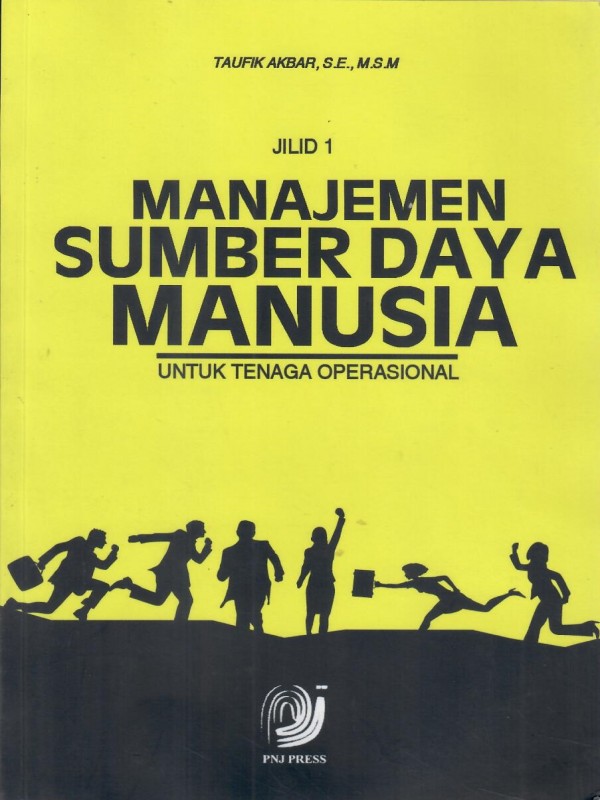 TAUFIK AKBAR, S.E., M.S.M
JILID 1
MANAJEMEN
SUMBER DAYA
MANUSIA
UNTUK TENAGA OPERASIONAL
PNJ PRESS